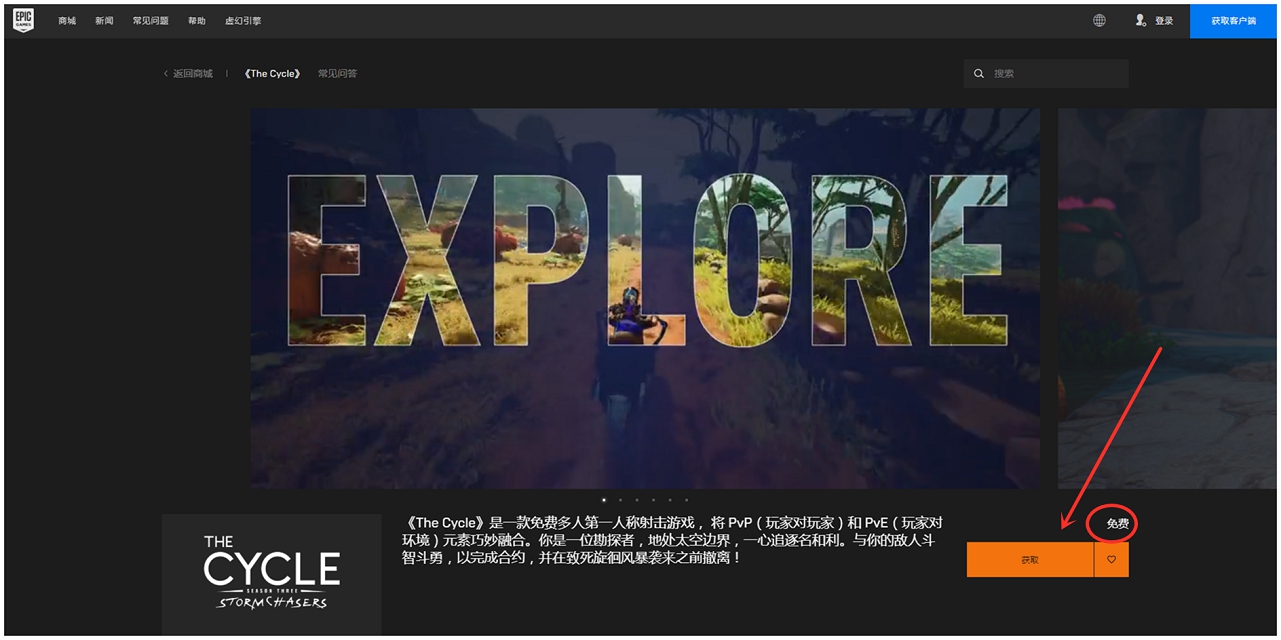 EPIC
GAMES
商城 新闻 常见问题 帮助 虚幻引擎 登录 获取客户端
返回商城 《The Cycle》 常见问答 搜索
EXPLORE
免费
THE
CYCLE
SEASON THREE
STORMCHASERS
《The Cycle》是一款免费多人第一人称射击游戏，将 PvP（玩家对玩家）和 PvE（玩家对
环境）元素巧妙融合。你是一位勘探者，地处太空边界，一心追逐名和利。与你的敌人斗
智斗勇，以完成合约，并在致死旋徊风暴袭来之前撤离！
获取